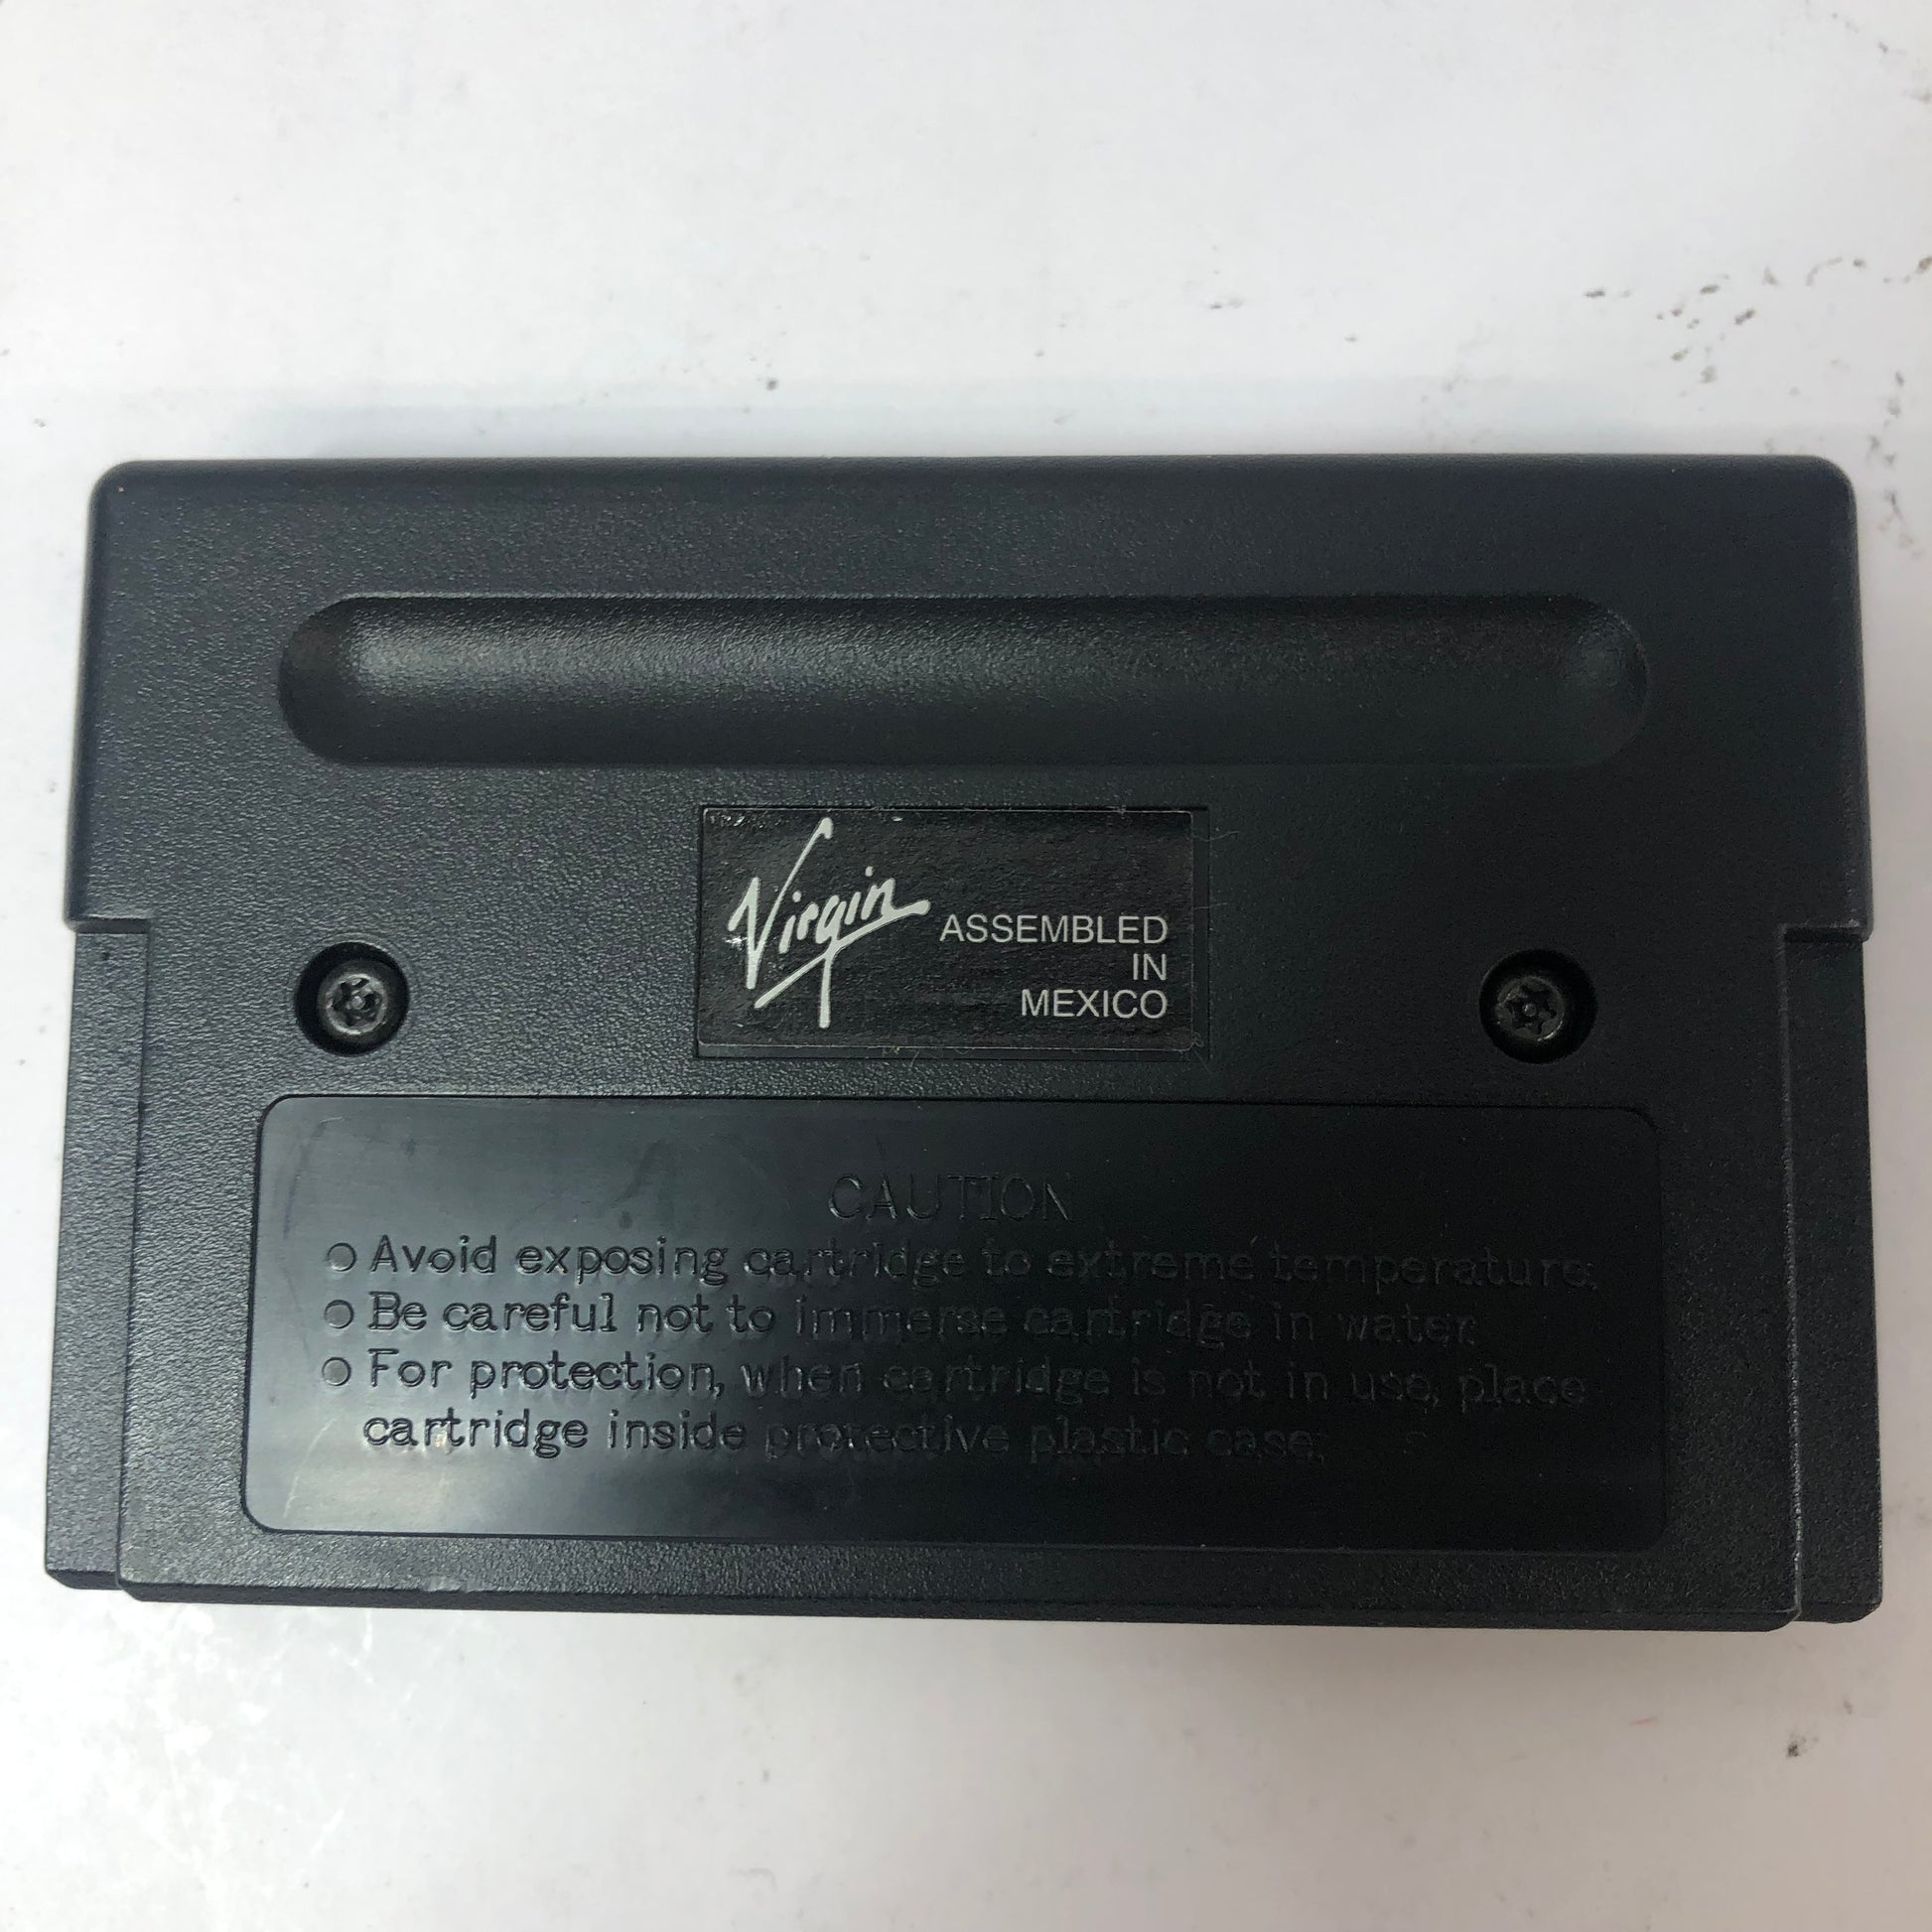 Virgin ASSEMBLED
IN
MEXICO
CAUTION
○ Avoid exposing cartridge to extreme temperature.
○ Be careful not to immerse cartridge in water.
○ For protection, when cartridge is not in use, place
cartridge inside protective plastic case.